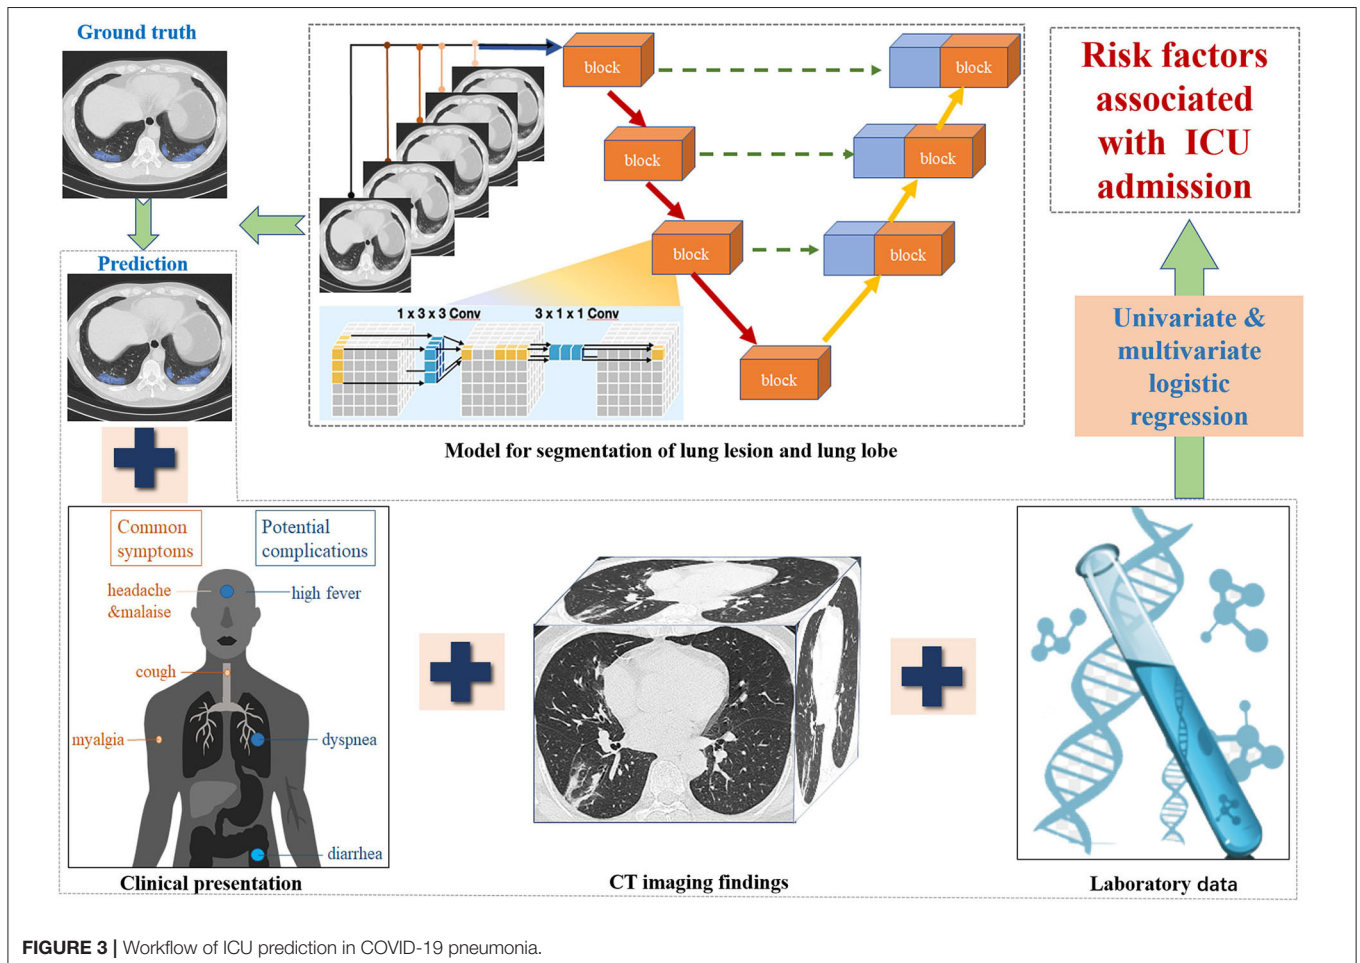 Ground truth
Prediction
block
block
block
block
block
block
block
1 x 3 x 3 Conv
3 x 1 x 1 Conv
Model for segmentation of lung lesion and lung lobe
Risk factors
associated
with ICU
admission
Univariate &
multivariate
logistic
regression
Common
symptoms
Potential
complications
headache
&malaise
high fever
cough
myalgia
dyspnea
diarrhea
Clinical presentation
CT imaging findings
Laboratory data
FIGURE 3 | Workflow of ICU prediction in COVID-19 pneumonia.